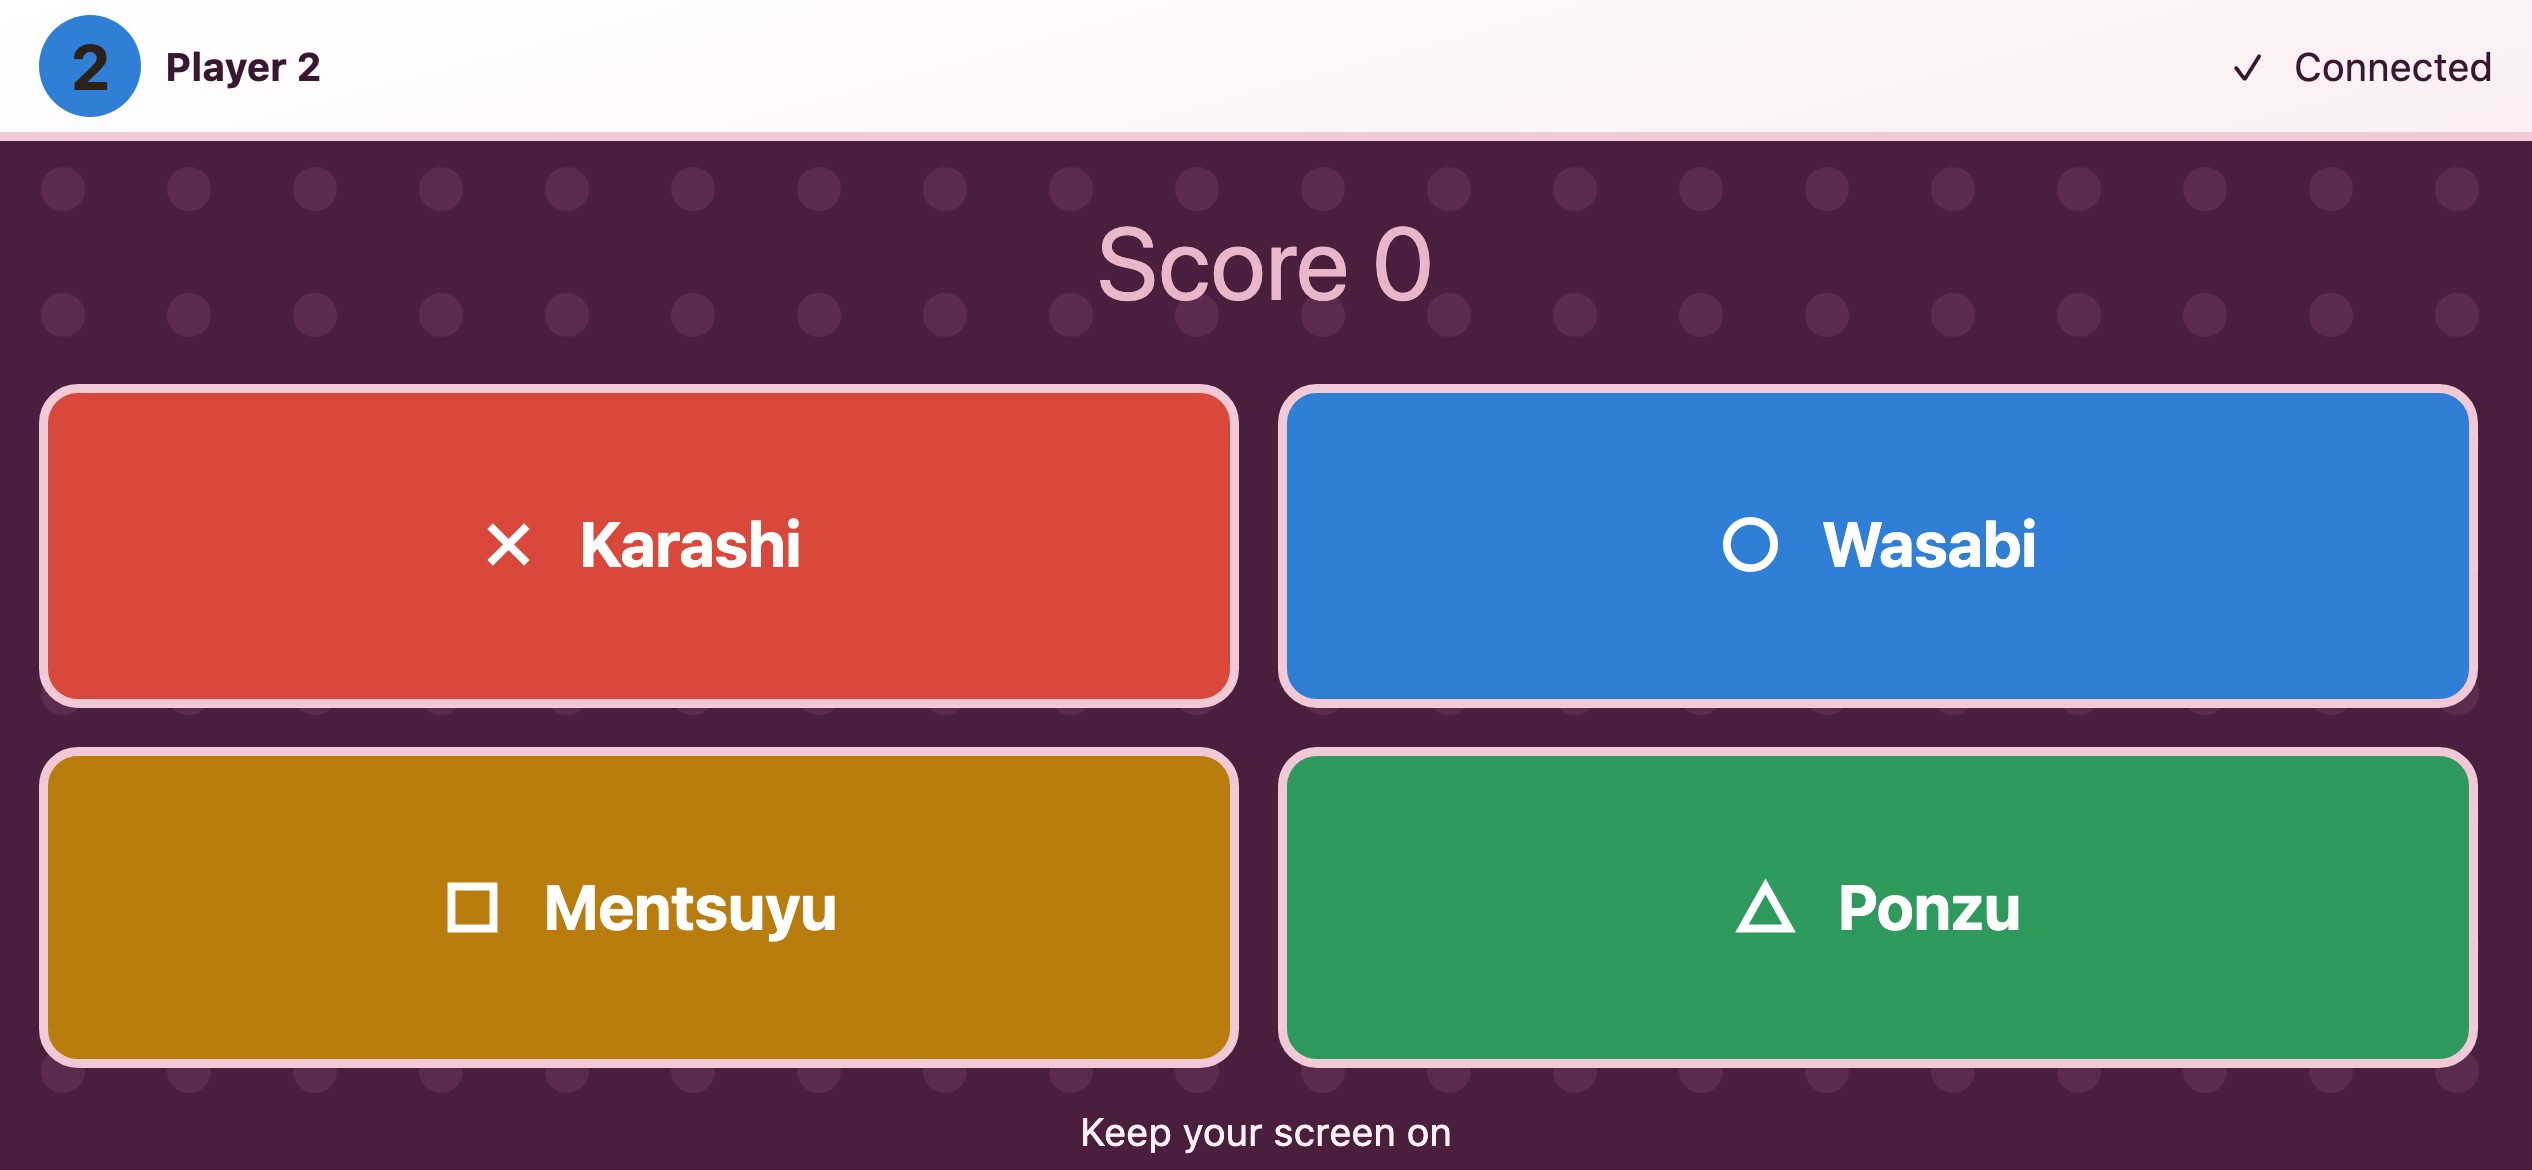 2 Player 2 ✓ Connected
Score 0
✕ Karashi
○ Wasabi
□ Mentsuyu
△ Ponzu
Keep your screen on